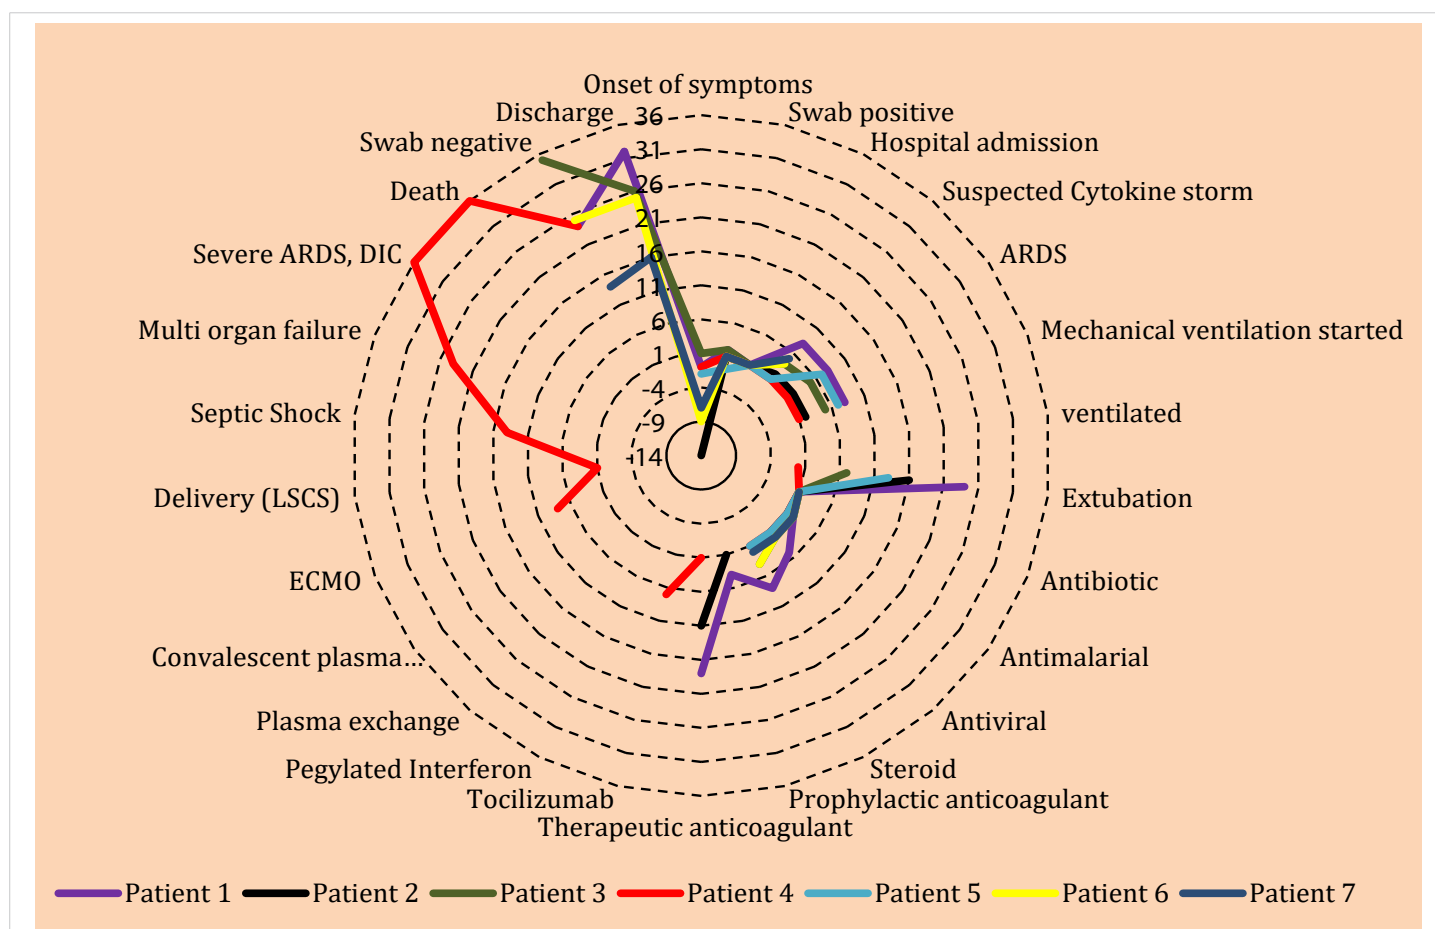 Onset of symptoms
Discharge
Swab positive
36
Swab negative
Hospital admission
31
Death
Suspected Cytokine storm
26
21
Severe ARDS, DIC
ARDS
16
11
Multi organ failure
Mechanical ventilation started
6
1
-4
Septic Shock
ventilated
-9
-14
Delivery (LSCS)
Extubation
ECMO
Antibiotic
Convalescent plasma…
Antimalarial
Plasma exchange
Antiviral
Pegylated Interferon
Steroid
Tocilizumab
Prophylactic anticoagulant
Therapeutic anticoagulant
Patient 1 Patient 2 Patient 3 Patient 4 Patient 5 Patient 6 Patient 7